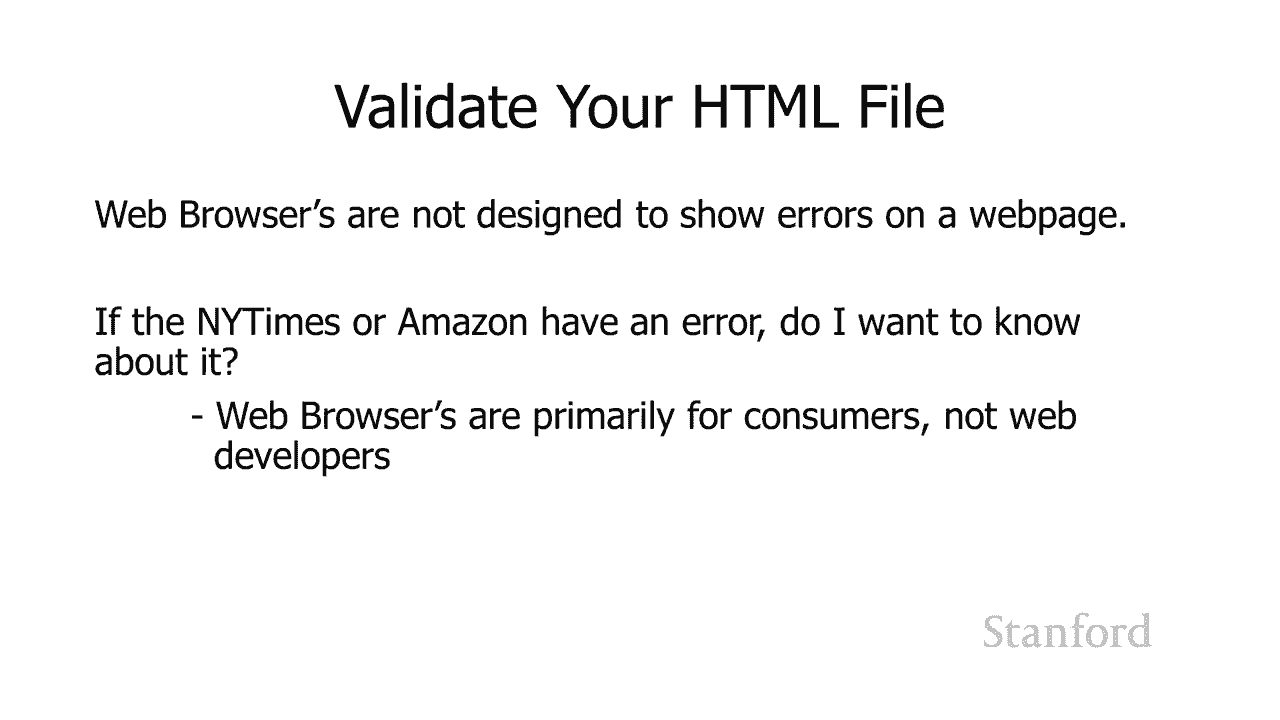 Validate Your HTML File
Web Browser’s are not designed to show errors on a webpage.
If the NYTimes or Amazon have an error, do I want to know
about it?
- Web Browser’s are primarily for consumers, not web
developers
Stanford